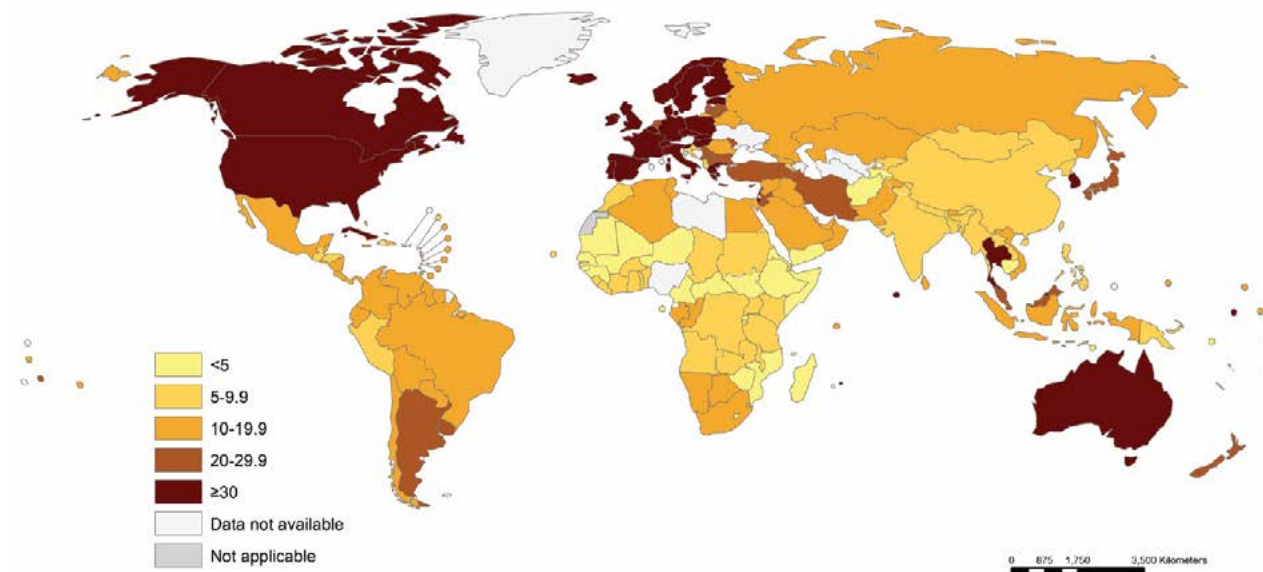 <5
5-9.9
10-19.9
20-29.9
≥30
Data not available
Not applicable
0 875 1,750 3,500 Kilometers